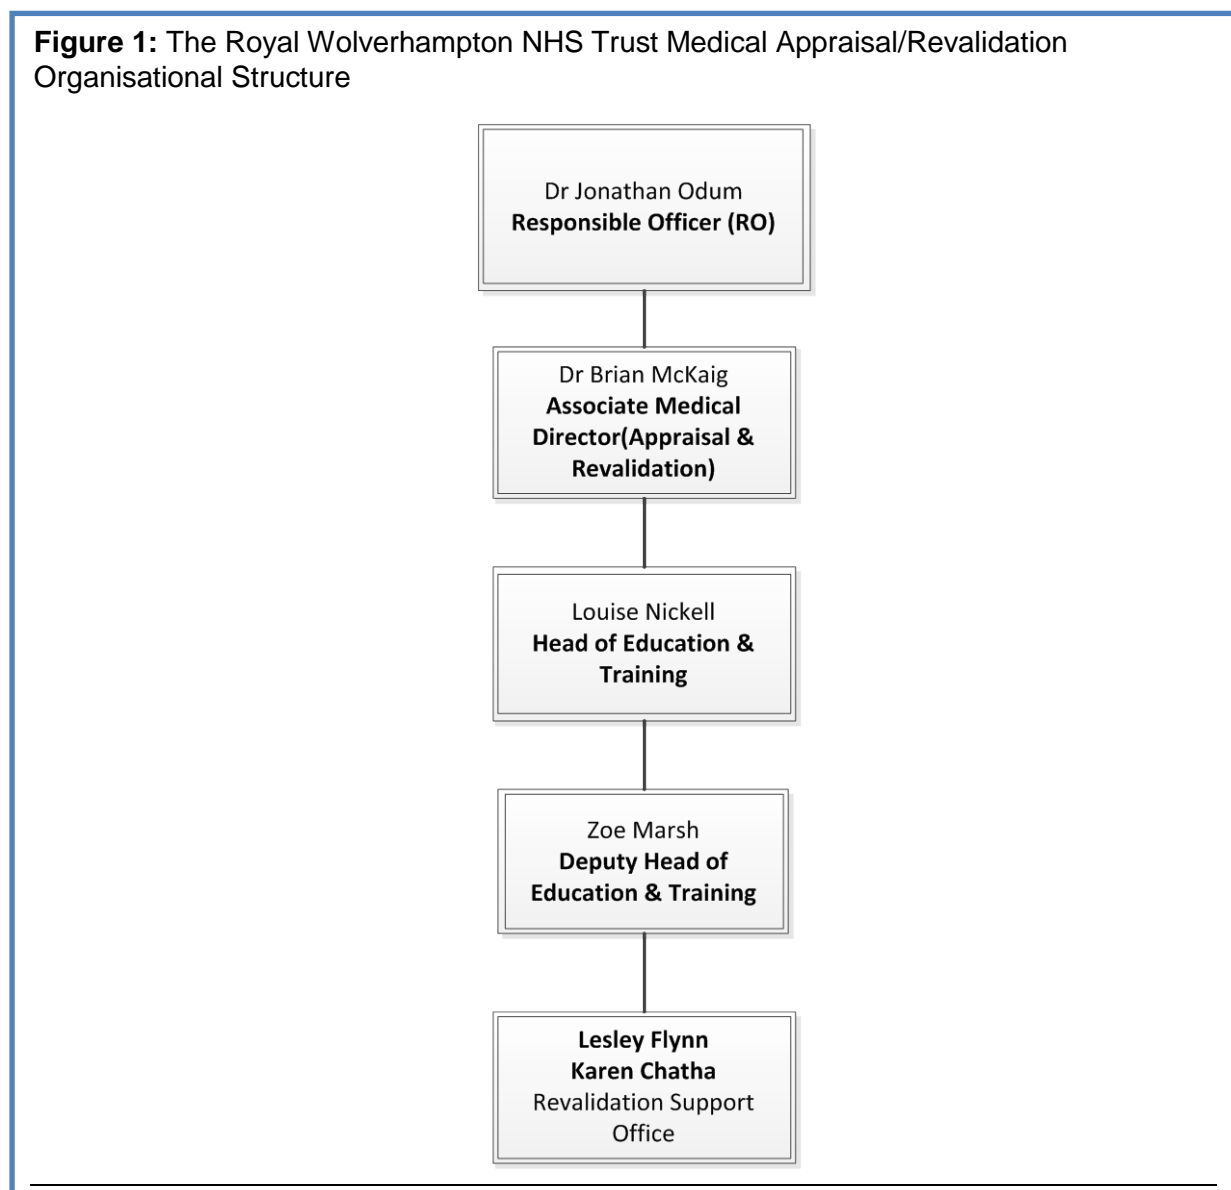 Figure 1: The Royal Wolverhampton NHS Trust Medical Appraisal/Revalidation
Organisational Structure
Dr Jonathan Odum
Responsible Officer (RO)
Dr Brian McKaig
Associate Medical
Director(Appraisal &
Revalidation)
Louise Nickell
Head of Education &
Training
Zoe Marsh
Deputy Head of
Education & Training
Lesley Flynn
Karen Chatha
Revalidation Support
Office